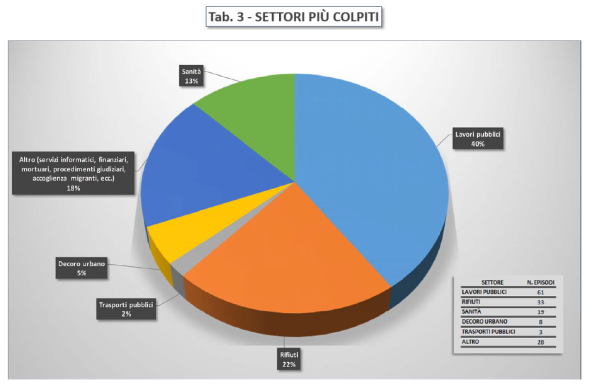 Tab. 3 - SETTORI PIÙ COLPITI
Sanità
13%
Lavori pubblici
40%
Altro (servizi informatici, finanziari,
mortuari, procedimenti giudiziari,
accoglienza migranti, ecc.)
18%
Decoro urbano
5%
Trasporti pubblici
2%
Rifiuti
22%
SETTORE N. EPISODI
LAVORI PUBBLICI 61
RIFIUTI 33
SANITÀ 19
DECORO URBANO 8
TRASPORTI PUBBLICI 3
ALTRO 28